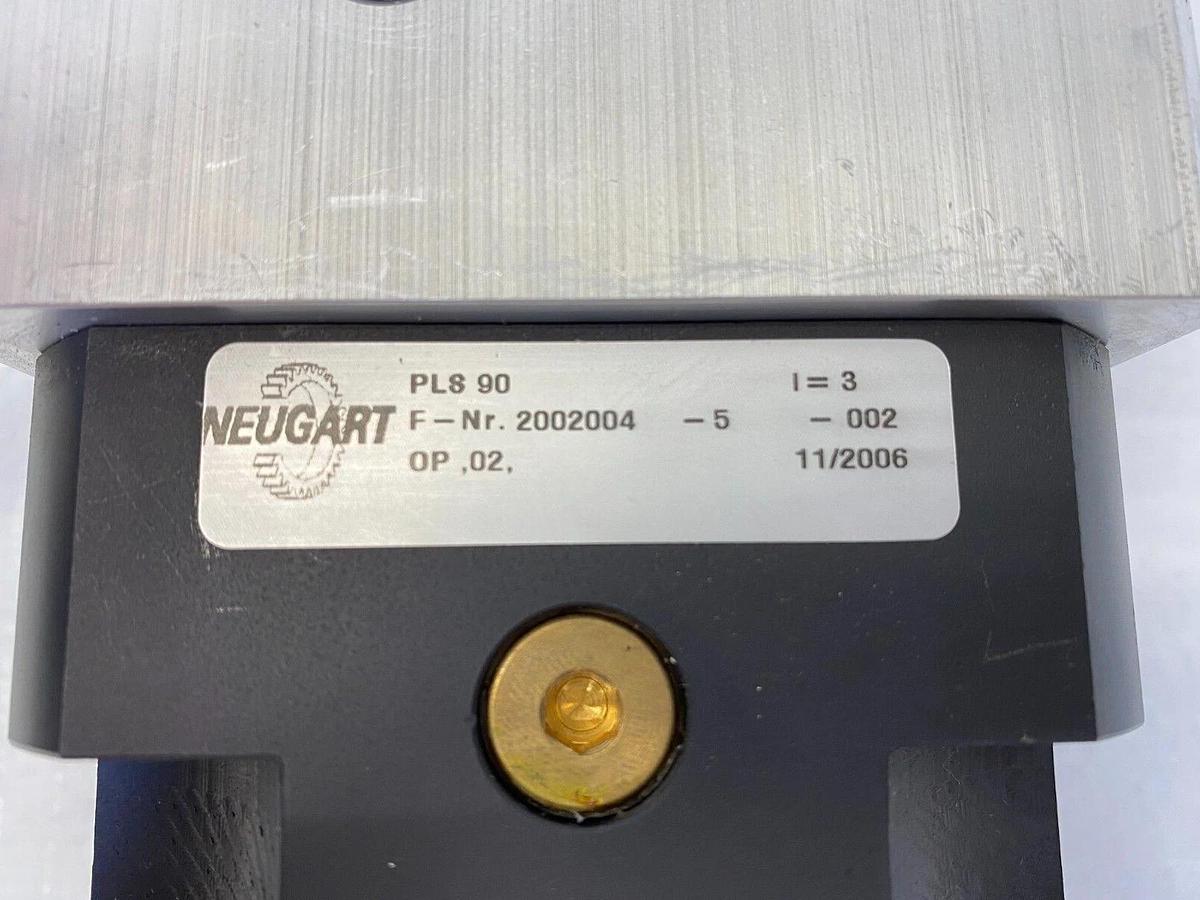 NEUGART
PLS 90 I = 3
F - Nr. 2002004 - 5 - 002
OP ,02, 11/2006